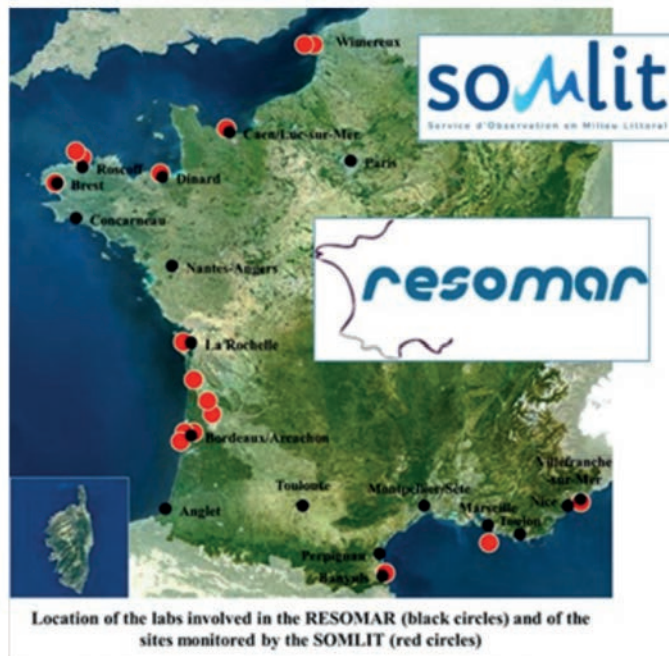 Wimereux
somlit
Service d'Observation en Milieu Littoral
Caen/Luc-sur-Mer
Paris
Roscoff
Dinard
Brest
Concarneau
resomar
Nantes-Angers
La Rochelle
Bordeaux/Arcachon
Villefranche
-sur-Mer
Toulouse
Montpellier/Sète
Nice
Anglet
Marseille
Toulon
Perpignan
Banyuls
Location of the labs involved in the RESOMAR (black circles) and of the
sites monitored by the SOMLIT (red circles)